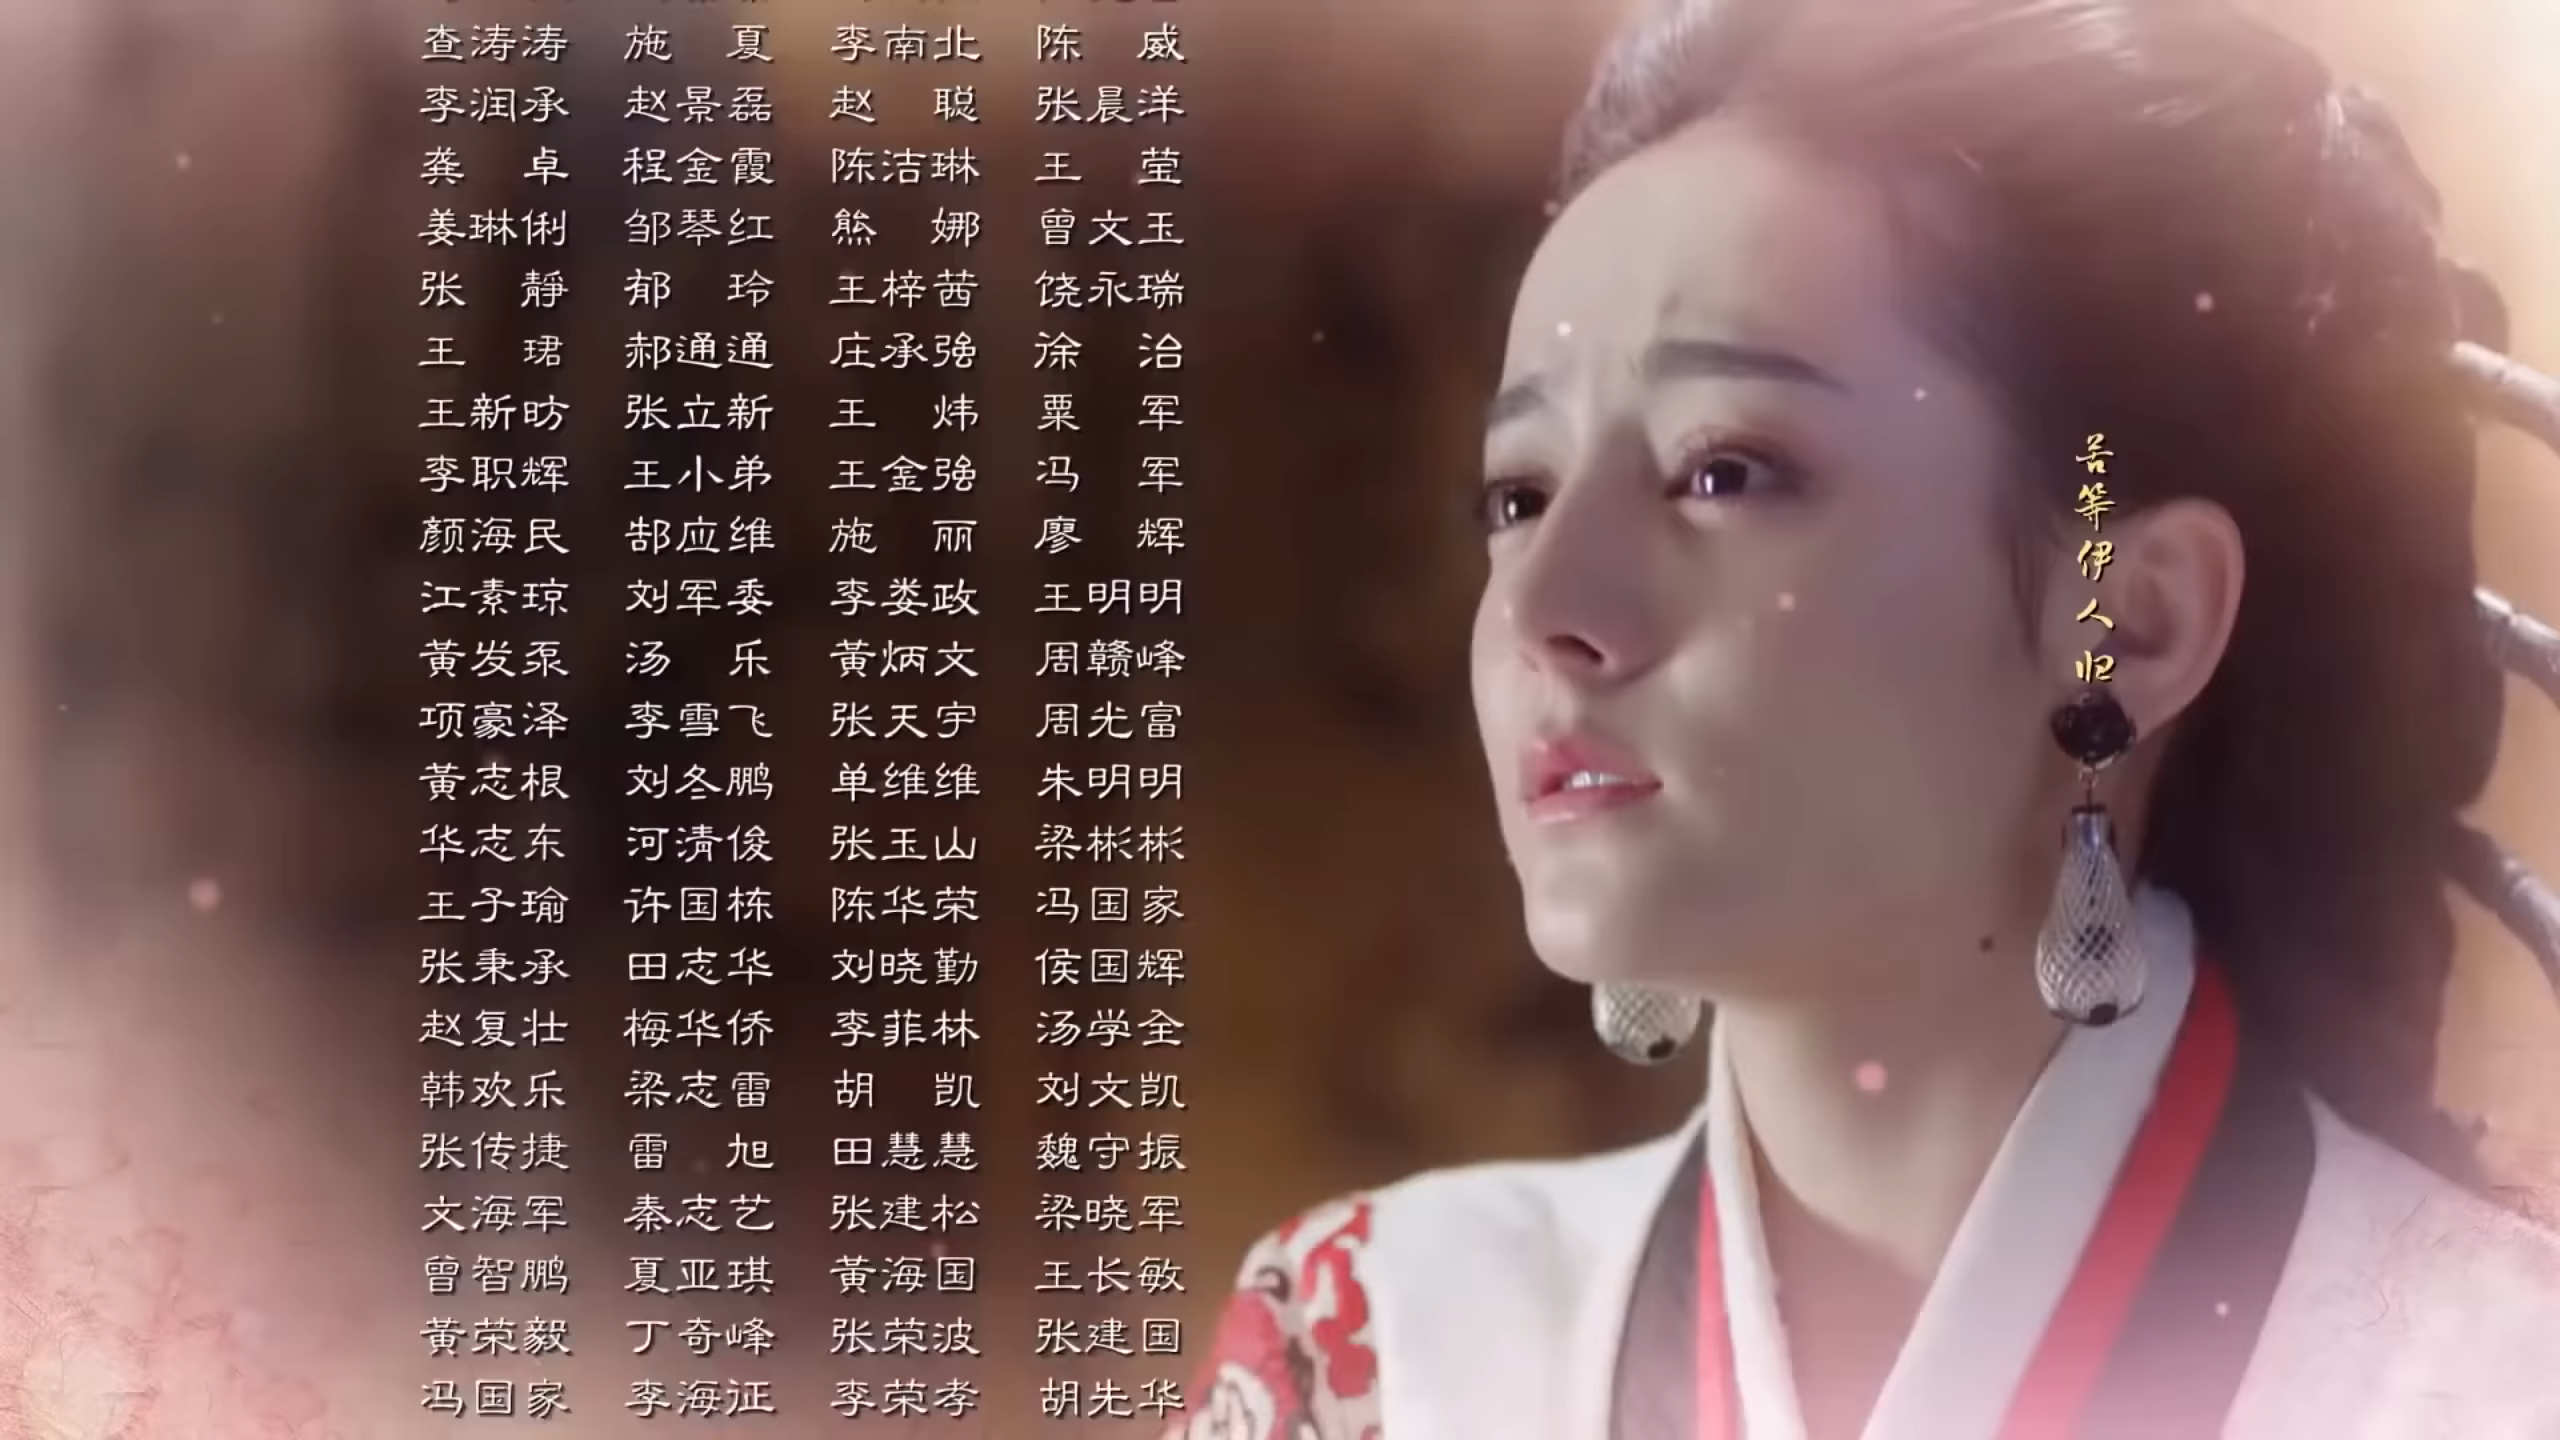 查涛涛 施夏 李南北 陈威
李润承 赵景磊 赵聪 张晨洋
龚卓 程金霞 陈洁琳 王莹
姜琳俐 邹琴红 熊娜 曾文玉
张静 郁玲 王梓茜 饶永瑞
王珺 郝通通 庄承强 徐治
王新昉 张立新 王炜 粟军
李职辉 王小弟 王金强 冯军
颜海民 郜应维 施丽 廖辉
江素琼 刘军委 李娄政 王明明
黄发泵 汤乐 黄炳文 周赣峰
项豪泽 李雪飞 张天宇 周光富
黄志根 刘冬鹏 单维维 朱明明
华志东 河清俊 张玉山 梁彬彬
王子瑜 许国栋 陈华荣 冯国家
张秉承 田志华 刘晓勤 侯国辉
赵复壮 梅华侨 李菲林 汤学全
韩欢乐 梁志雷 胡凯 刘文凯
张传捷 雷旭 田慧慧 魏守振
文海军 秦志艺 张建松 梁晓军
曾智鹏 夏亚琪 黄海国 王长敏
黄荣毅 丁奇峰 张荣波 张建国
冯国家 李海征 李荣孝 胡先华
苦等伊人归